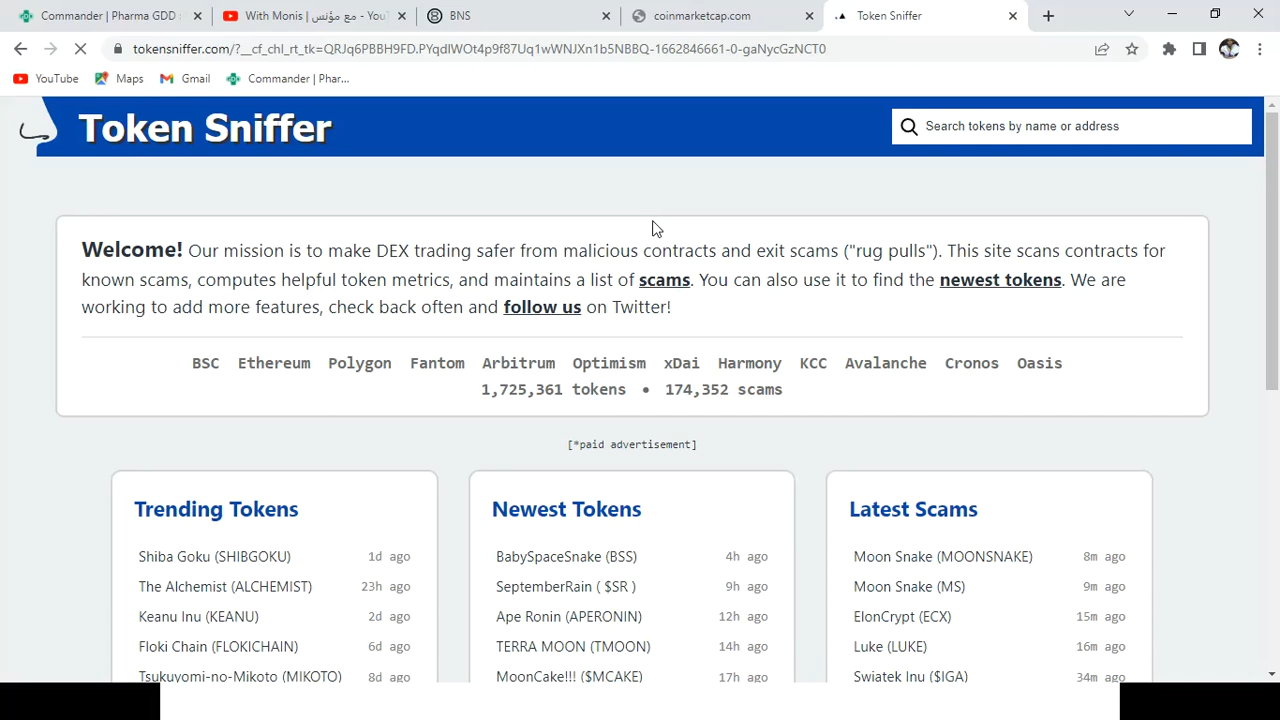 Commander | Pharma GDD
With Monis | مع مؤنس - You
BNS
coinmarketcap.com
Token Sniffer
tokensniffer.com/?__cf_chl_rt_tk=QRJq6PBBH9FD.PYqdIWOt4p9f87Uq1wWNJXn1b5NBBQ-1662846661-0-gaNycGzNCT0
YouTube Maps Gmail Commander | Phar...
Token Sniffer
Search tokens by name or address
Welcome! Our mission is to make DEX trading safer from malicious contracts and exit scams ("rug pulls"). This site scans contracts for
known scams, computes helpful token metrics, and maintains a list of scams. You can also use it to find the newest tokens. We are
working to add more features, check back often and follow us on Twitter!
BSC Ethereum Polygon Fantom Arbitrum Optimism xDai Harmony KCC Avalanche Cronos Oasis
1,725,361 tokens • 174,352 scams
[*paid advertisement]
Trending Tokens
Shiba Goku (SHIBGOKU) 1d ago
The Alchemist (ALCHEMIST) 23h ago
Keanu Inu (KEANU) 2d ago
Floki Chain (FLOKICHAIN) 6d ago
Tsukuyomi-no-Mikoto (MIKOTO) 8d ago
Newest Tokens
BabySpaceSnake (BSS) 4h ago
SeptemberRain ( $SR ) 9h ago
Ape Ronin (APERONIN) 12h ago
TERRA MOON (TMOON) 14h ago
MoonCake!!! ($MCAKE) 17h ago
Latest Scams
Moon Snake (MOONSNAKE) 8m ago
Moon Snake (MS) 9m ago
ElonCrypt (ECX) 15m ago
Luke (LUKE) 16m ago
Swiatek Inu ($IGA) 34m ago